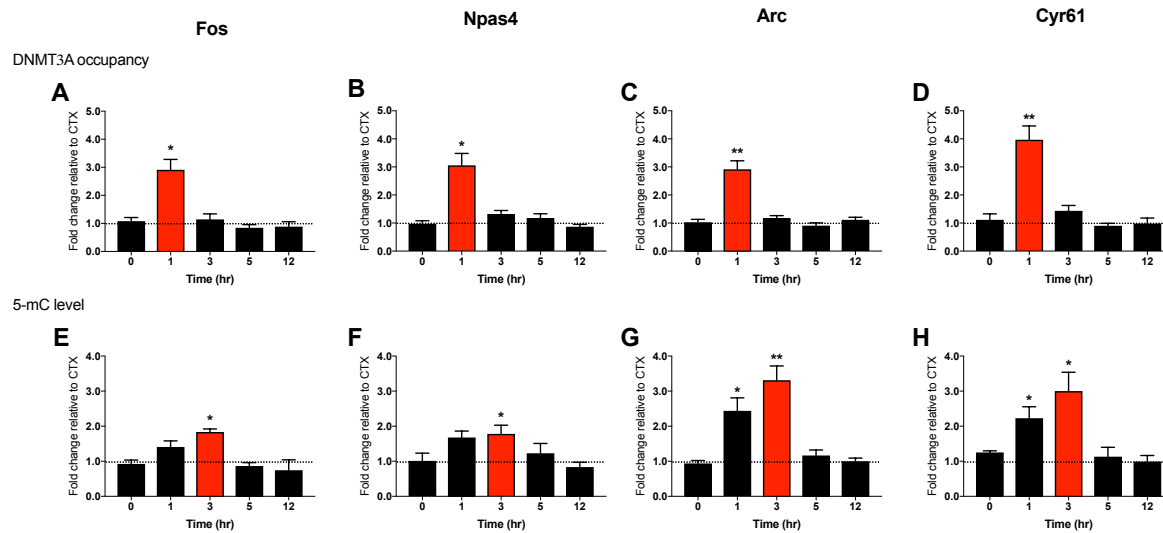 Fos Npas4 Arc Cyr61
DNMT3A occupancy
A B C D
Fold change relative to CTX
5.0
4.0
3.0
2.0
1.0
0.0
*
0 1 3 5 12
Time (hr)
Fold change relative to CTX
5.0
4.0
3.0
2.0
1.0
0.0
*
0 1 3 5 12
Time (hr)
Fold change relative to CTX
5.0
4.0
3.0
2.0
1.0
0.0
**
0 1 3 5 12
Time (hr)
Fold change relative to CTX
5.0
4.0
3.0
2.0
1.0
0.0
**
0 1 3 5 12
Time (hr)
5-mC level
E F G H
Fold change relative to CTX
4.0
3.0
2.0
1.0
0.0
*
0 1 3 5 12
Time (hr)
Fold change relative to CTX
4.0
3.0
2.0
1.0
0.0
*
0 1 3 5 12
Time (hr)
Fold change relative to CTX
4.0
3.0
2.0
1.0
0.0
* **
0 1 3 5 12
Time (hr)
Fold change relative to CTX
4.0
3.0
2.0
1.0
0.0
* *
0 1 3 5 12
Time (hr)